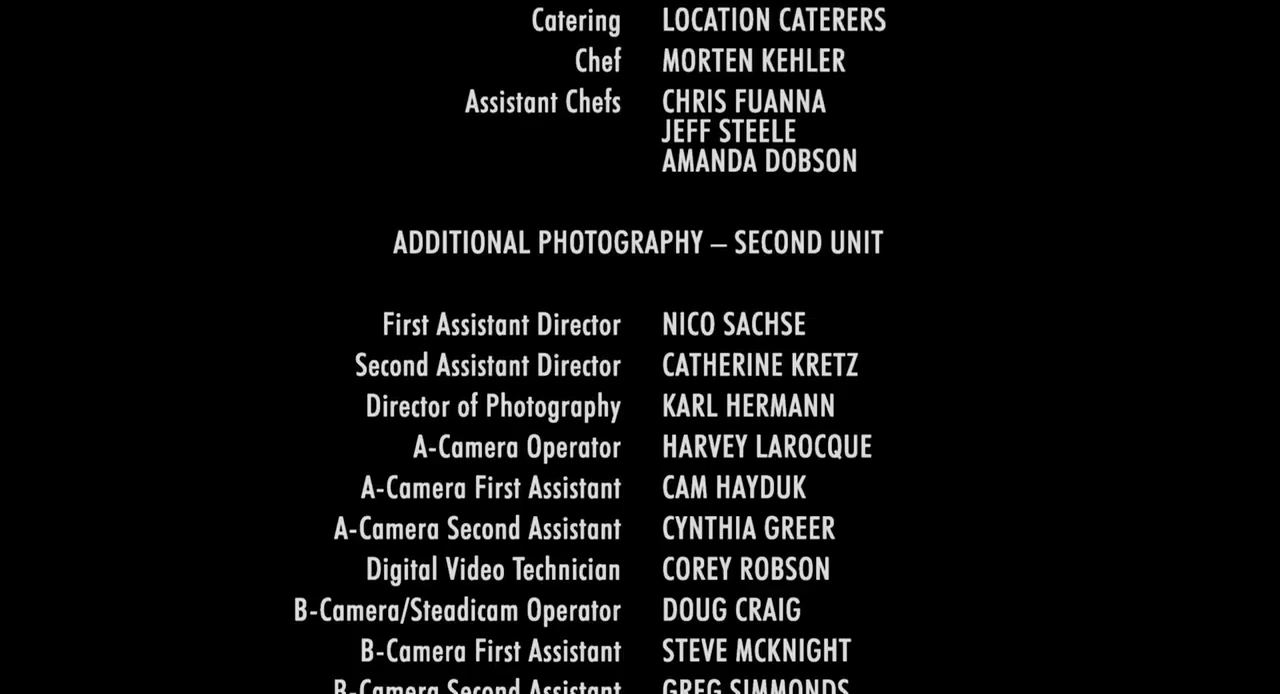 Catering LOCATION CATERERS
Chef MORTEN KEHLER
Assistant Chefs CHRIS FUANNA
JEFF STEELE
AMANDA DOBSON
ADDITIONAL PHOTOGRAPHY – SECOND UNIT
First Assistant Director NICO SACHSE
Second Assistant Director CATHERINE KRETZ
Director of Photography KARL HERMANN
A-Camera Operator HARVEY LAROCQUE
A-Camera First Assistant CAM HAYDUK
A-Camera Second Assistant CYNTHIA GREER
Digital Video Technician COREY ROBSON
B-Camera/Steadicam Operator DOUG CRAIG
B-Camera First Assistant STEVE MCKNIGHT
B-Camera Second Assistant GREG SIMMONDS